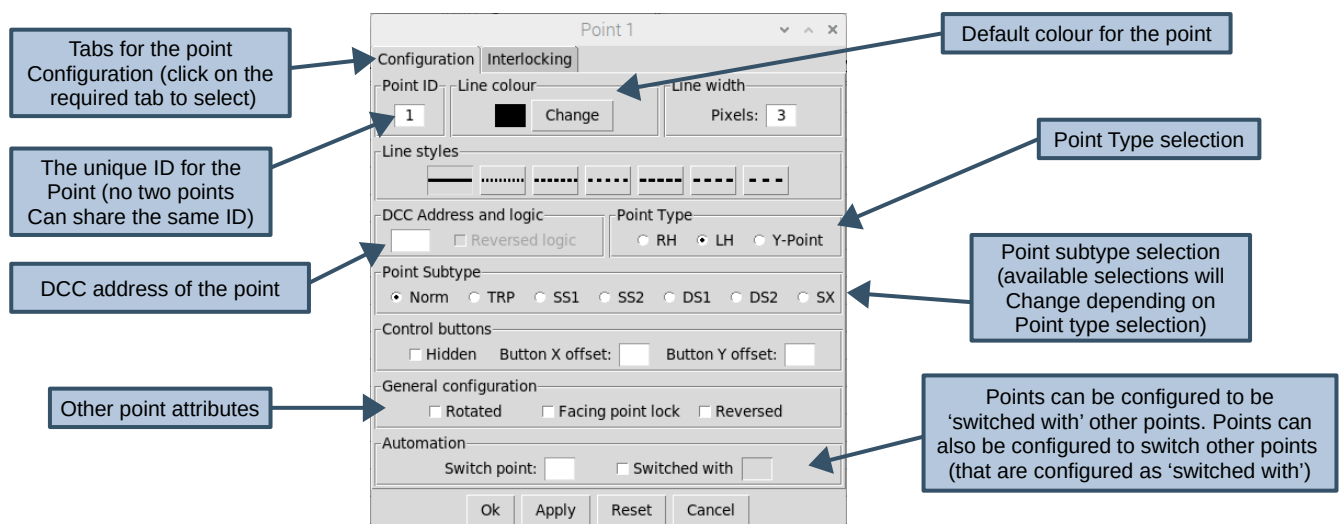 Point 1
Tabs for the point
Configuration (click on the
required tab to select)
Default colour for the point
Configuration Interlocking
Point ID Line colour Line width
1 Change Pixels: 3
The unique ID for the
Point (no two points
Can share the same ID)
Point Type selection
Line styles
DCC Address and logic Point Type
Reversed logic RH LH Y-Point
DCC address of the point
Point subtype selection
(available selections will
Change depending on
Point type selection)
Point Subtype
Norm TRP SS1 SS2 DS1 DS2 SX
Control buttons
Hidden Button X offset: Button Y offset:
Other point attributes
General configuration
Rotated Facing point lock Reversed
Points can be configured to be
‘switched with’ other points. Points can
also be configured to switch other points
(that are configured as ‘switched with’)
Automation
Switch point: Switched with
Ok Apply Reset Cancel